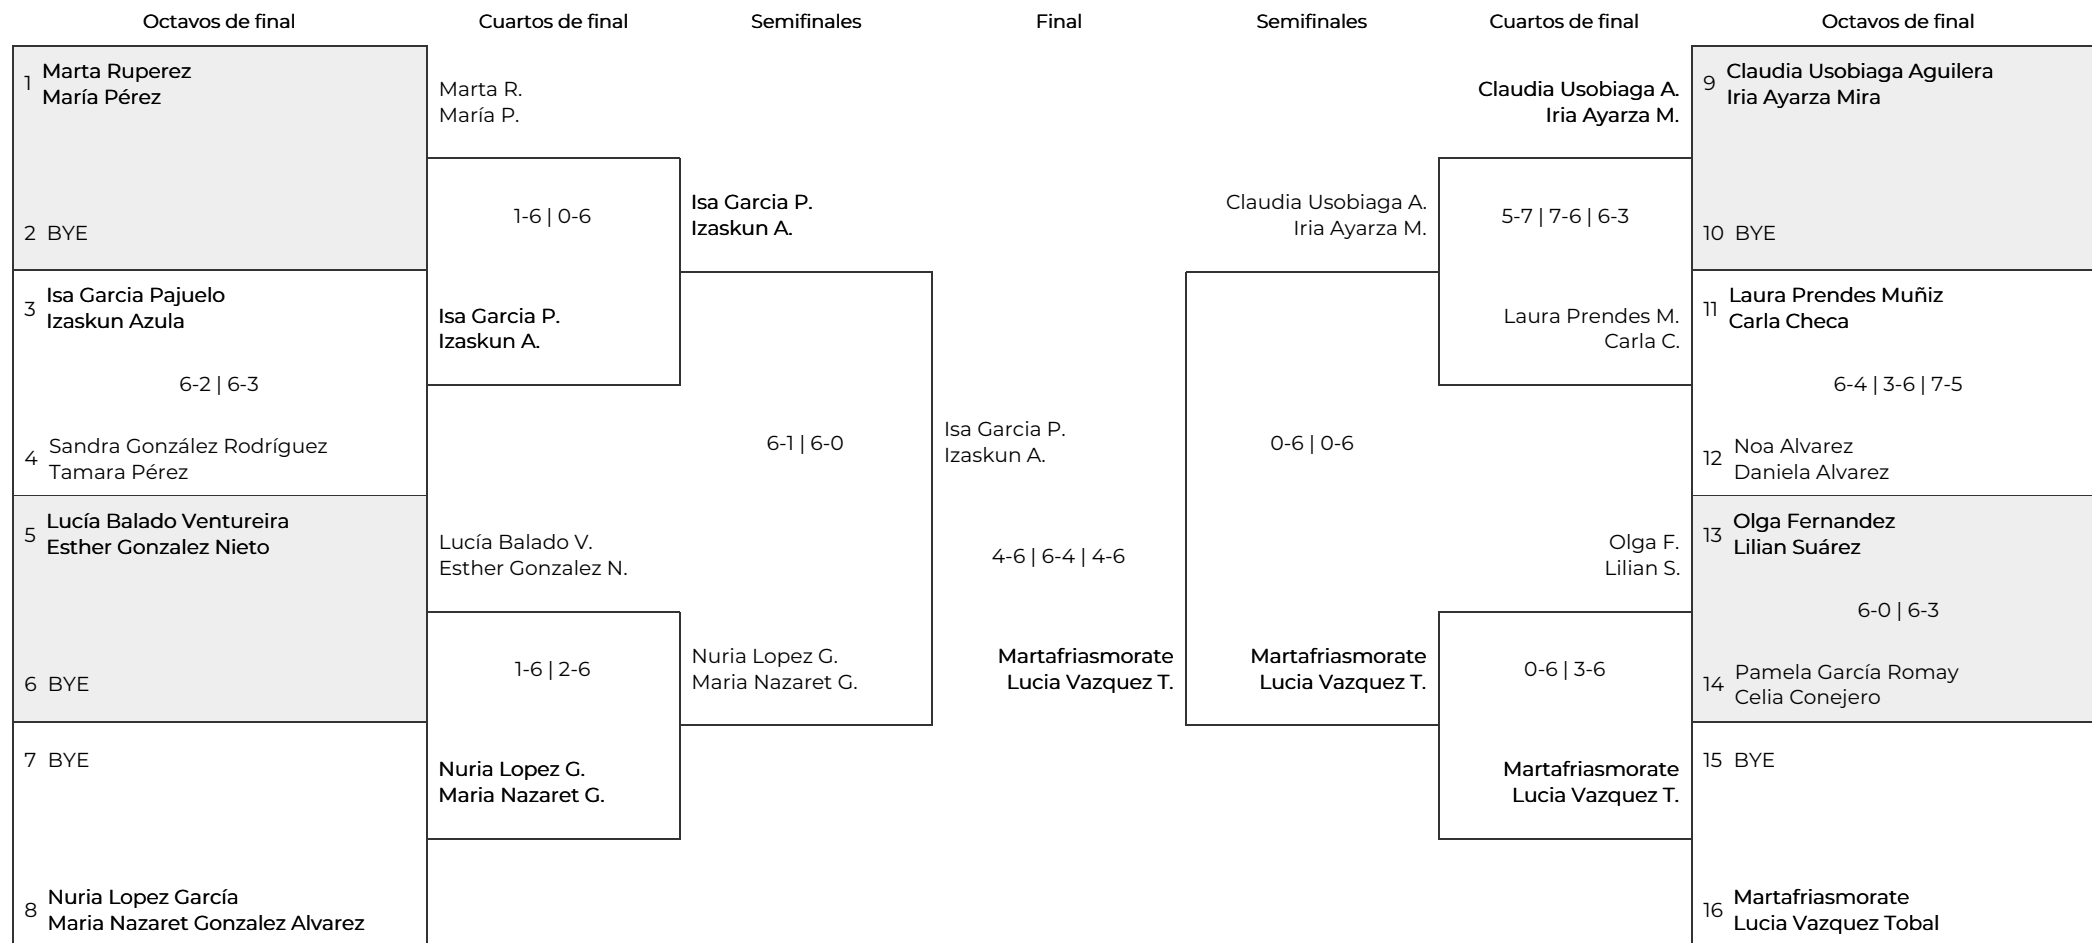 Octavos de final
Cuartos de final
Semifinales
Final
Semifinales
Cuartos de final
Octavos de final
1 Marta Ruperez
María Pérez
2 BYE
3 Isa Garcia Pajuelo
Izaskun Azula
6-2 | 6-3
4 Sandra González Rodríguez
Tamara Pérez
5 Lucía Balado Ventureira
Esther Gonzalez Nieto
6 BYE
7 BYE
8 Nuria Lopez García
Maria Nazaret Gonzalez Alvarez
Marta R.
María P.
1-6 | 0-6
Isa Garcia P.
Izaskun A.
Lucía Balado V.
Esther Gonzalez N.
1-6 | 2-6
Nuria Lopez G.
Maria Nazaret G.
Isa Garcia P.
Izaskun A.
6-1 | 6-0
Nuria Lopez G.
Maria Nazaret G.
Isa Garcia P.
Izaskun A.
4-6 | 6-4 | 4-6
Martafriasmorate
Lucia Vazquez T.
Claudia Usobiaga A.
Iria Ayarza M.
0-6 | 0-6
Martafriasmorate
Lucia Vazquez T.
Claudia Usobiaga A.
Iria Ayarza M.
5-7 | 7-6 | 6-3
Laura Prendes M.
Carla C.
Olga F.
Lilian S.
0-6 | 3-6
Martafriasmorate
Lucia Vazquez T.
9 Claudia Usobiaga Aguilera
Iria Ayarza Mira
10 BYE
11 Laura Prendes Muñiz
Carla Checa
6-4 | 3-6 | 7-5
12 Noa Alvarez
Daniela Alvarez
13 Olga Fernandez
Lilian Suárez
6-0 | 6-3
14 Pamela García Romay
Celia Conejero
15 BYE
16 Martafriasmorate
Lucia Vazquez Tobal